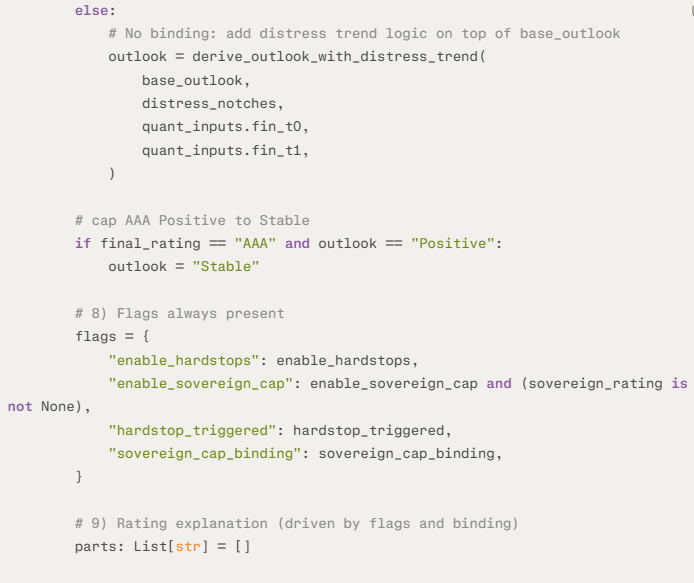 else:
            # No binding: add distress trend logic on top of base_outlook
            outlook = derive_outlook_with_distress_trend(
                base_outlook,
                distress_notches,
                quant_inputs.fin_t0,
                quant_inputs.fin_t1,
            )

        # cap AAA Positive to Stable
        if final_rating == "AAA" and outlook == "Positive":
            outlook = "Stable"

        # 8) Flags always present
        flags = {
            "enable_hardstops": enable_hardstops,
            "enable_sovereign_cap": enable_sovereign_cap and (sovereign_rating is
not None),
            "hardstop_triggered": hardstop_triggered,
            "sovereign_cap_binding": sovereign_cap_binding,
        }

        # 9) Rating explanation (driven by flags and binding)
        parts: List[str] = []